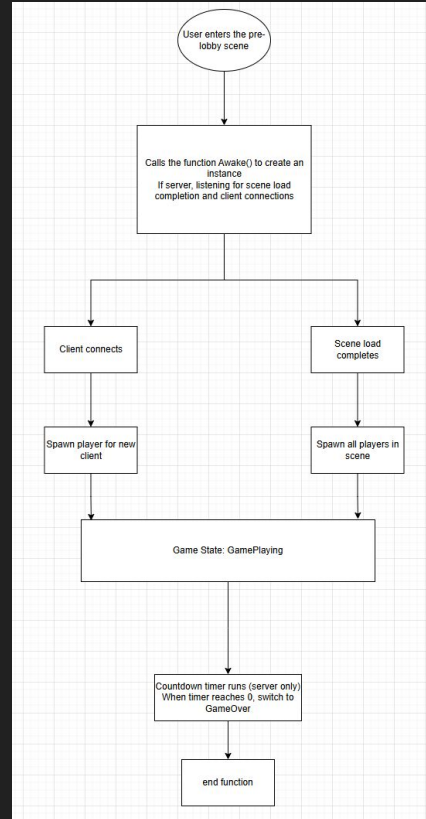 User enters the pre-
lobby scene
Calls the function Awake() to create an
instance
If server, listening for scene load
completion and client connections
Client connects
Scene load
completes
Spawn player for new
client
Spawn all players in
scene
Game State: GamePlaying
Countdown timer runs (server only)
When timer reaches 0, switch to
GameOver
end function